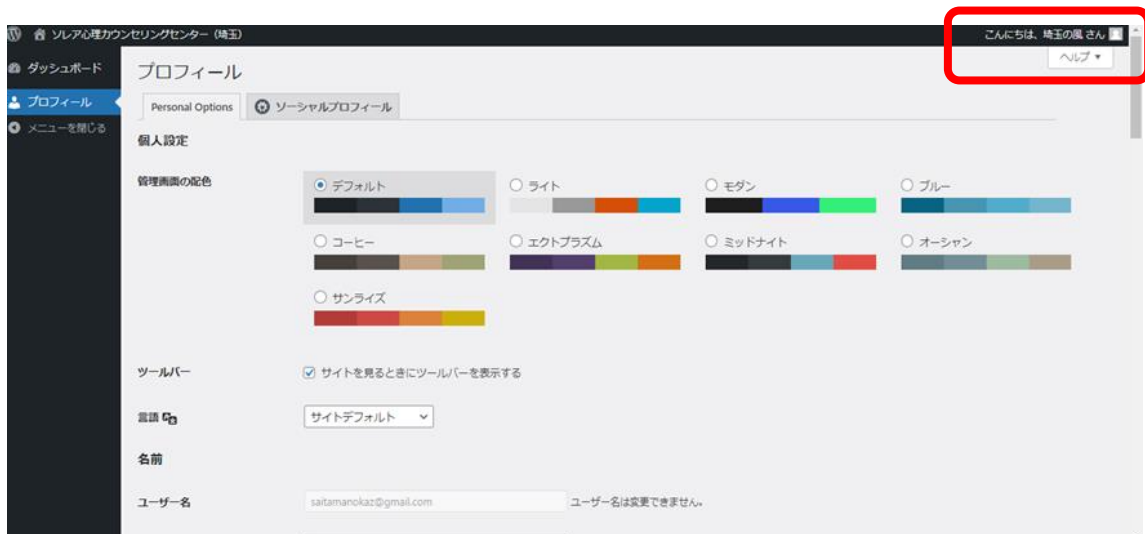 ソレア心理カウンセリングセンター（埼玉）
こんにちは、埼玉の風 さん
ダッシュボード
プロフィール
メニューを閉じる
ヘルプ ▼
プロフィール
Personal Options
ソーシャルプロフィール
個人設定
管理画面の配色
デフォルト
ライト
モダン
ブルー
コーヒー
エクトプラズム
ミッドナイト
オーシャン
サンライズ
ツールバー
サイトを見るときにツールバーを表示する
言語
サイトデフォルト
名前
ユーザー名
saitamanokaz@gmail.com
ユーザー名は変更できません。